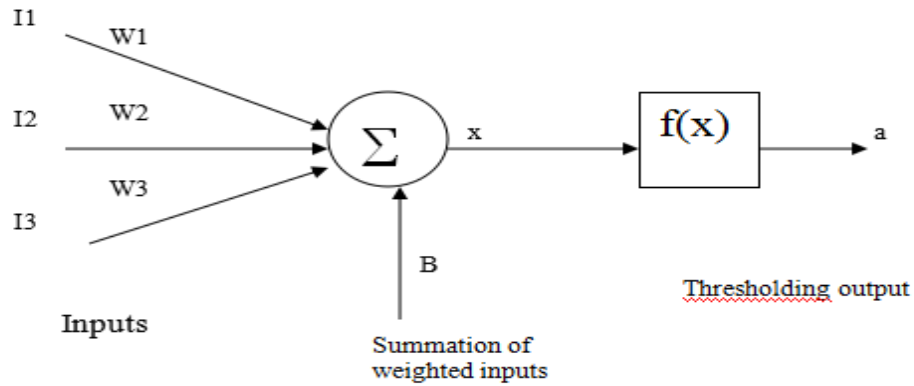 I1
W1
I2
W2
W3
I3
Σ
x
f(x)
a
B
Inputs
Thresholding output
Summation of
weighted inputs